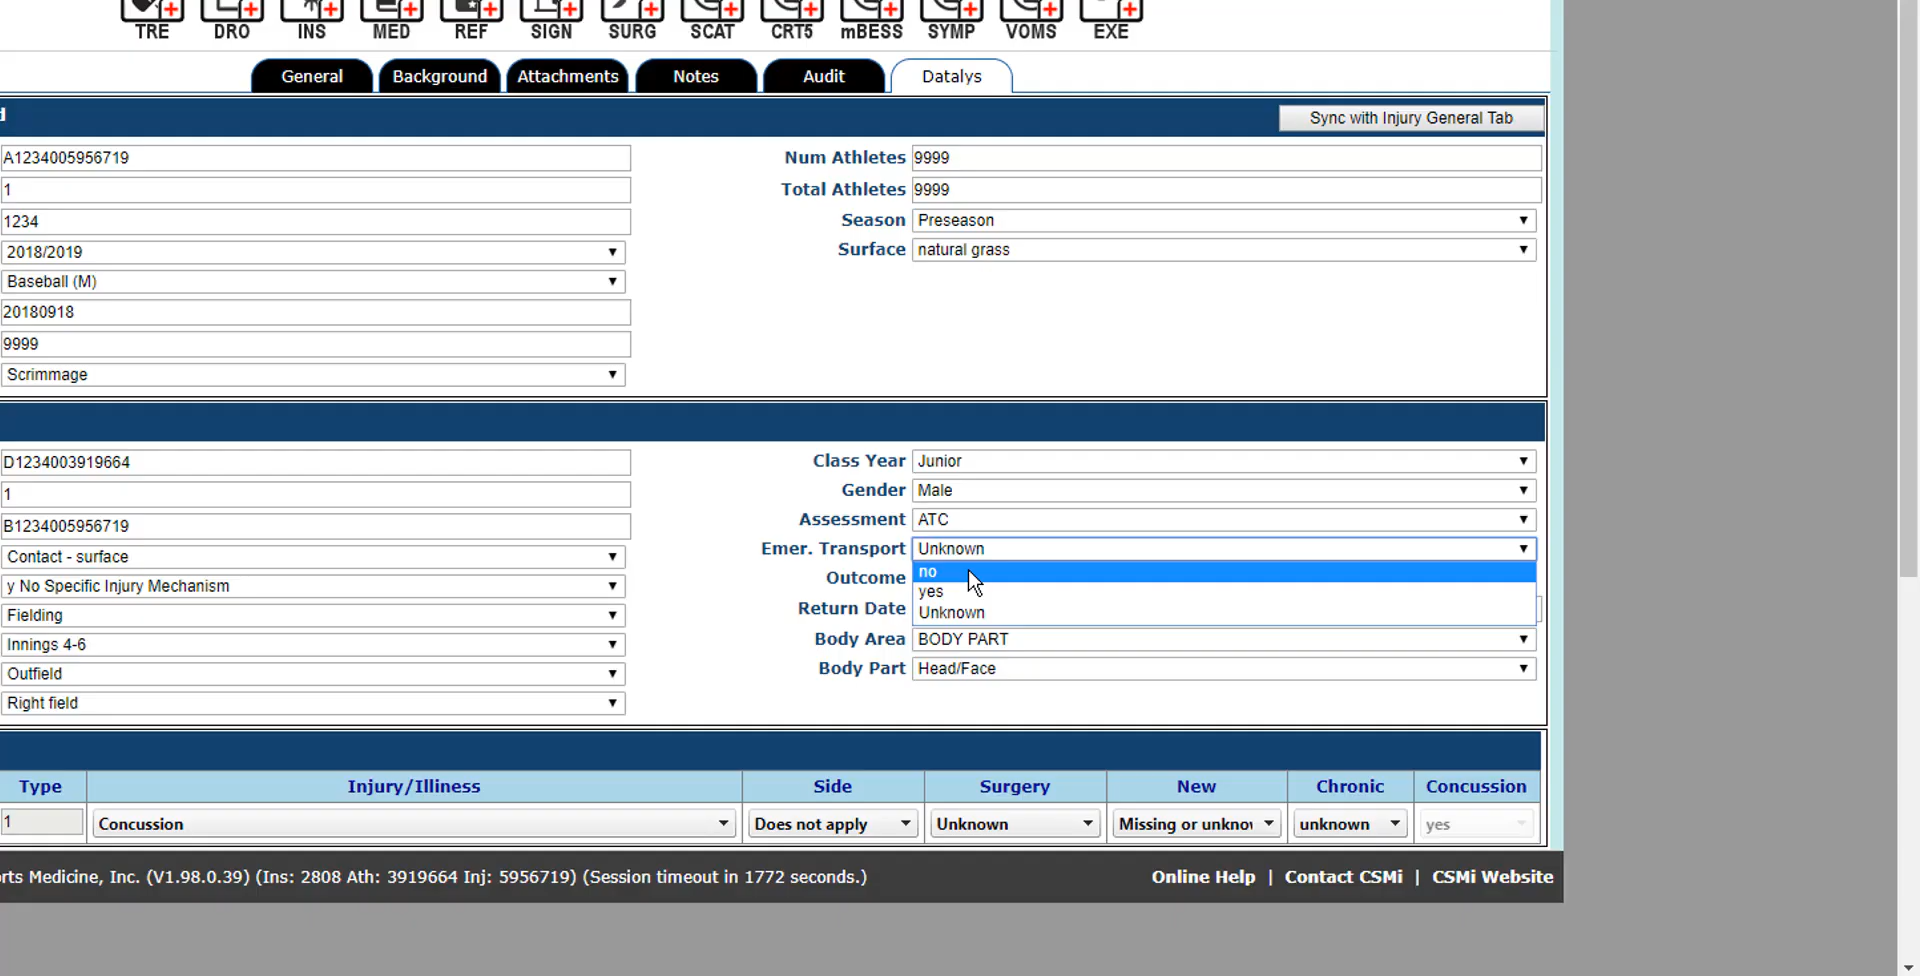 TRE DRO INS MED REF SIGN SURG SCAT CRT5 mBESS SYMP VOMS EXE
General Background Attachments Notes Audit Datalys
d Sync with Injury General Tab
A1234005956719 Num Athletes 9999
1 Total Athletes 9999
1234 Season Preseason
2018/2019 Surface natural grass
Baseball (M)
20180918
9999
Scrimmage
D1234003919664 Class Year Junior
1 Gender Male
B1234005956719 Assessment ATC
Contact - surface Emer. Transport Unknown
no
y No Specific Injury Mechanism Outcome
yes
Fielding Return Date Unknown
Innings 4-6 Body Area BODY PART
Outfield Body Part Head/Face
Right field
Type Injury/Illness Side Surgery New Chronic Concussion
1 Concussion Does not apply Unknown Missing or unknov unknown yes
rts Medicine, Inc. (V1.98.0.39) (Ins: 2808 Ath: 3919664 Inj: 5956719) (Session timeout in 1772 seconds.) Online Help | Contact CSMi | CSMi Website